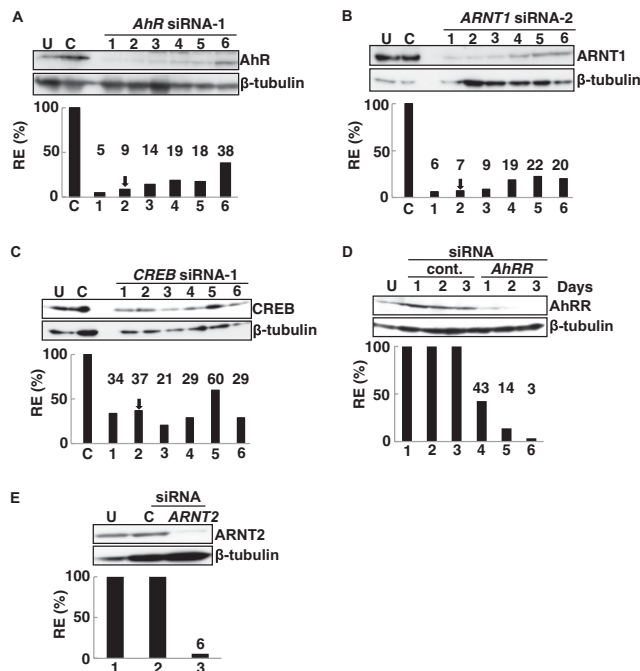 A
AhR siRNA-1
U C 1 2 3 4 5 6
AhR
β-tubulin
RE (%)
100
50
0
5 9 14 19 18 38
C 1 2 3 4 5 6
B
ARNT1 siRNA-2
U C 1 2 3 4 5 6
ARNT1
β-tubulin
RE (%)
100
50
0
6 7 9 19 22 20
C 1 2 3 4 5 6
C
CREB siRNA-1
U C 1 2 3 4 5 6
CREB
β-tubulin
RE (%)
100
50
0
34 37 21 29 60 29
C 1 2 3 4 5 6
D
siRNA
cont. AhRR
U 1 2 3 1 2 3 Days
AhRR
β-tubulin
RE (%)
100
50
0
43 14 3
1 2 3 4 5 6
E
siRNA
U C ARNT2
ARNT2
β-tubulin
RE (%)
100
50
0
6
1 2 3